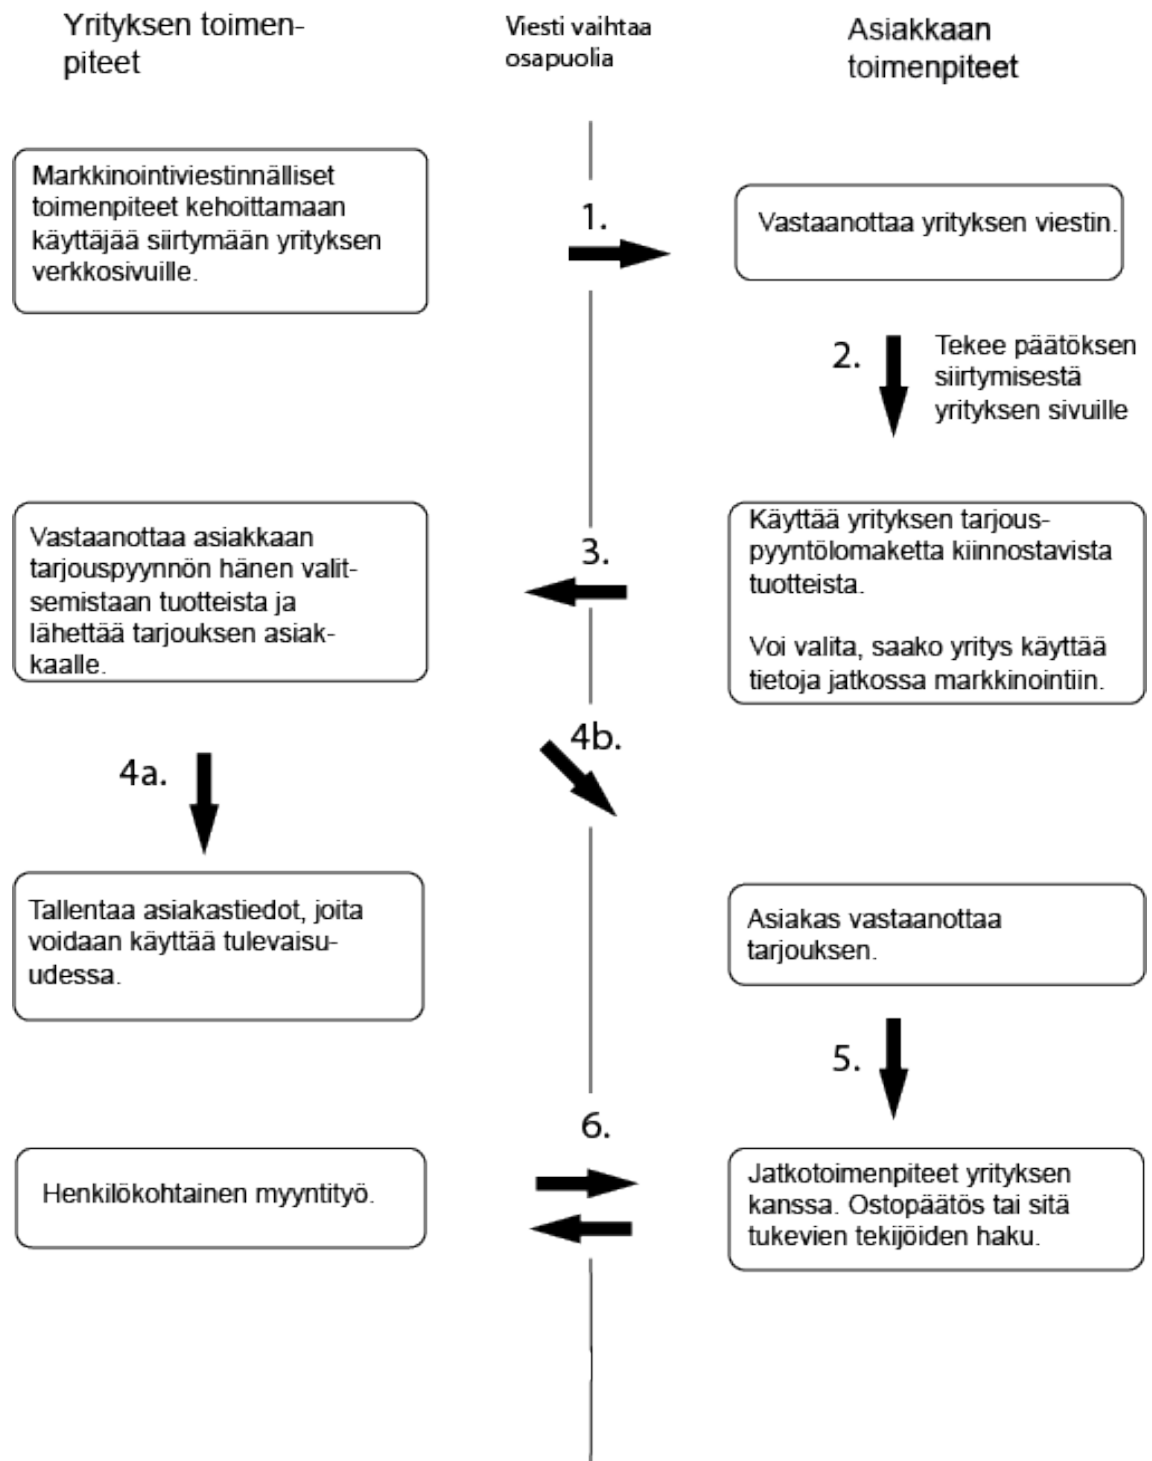 Yrityksen toimen-
piteet
Viesti vaihtaa
osapuolia
Asiakkaan
toimenpiteet
Markkinointiviestinnälliset
toimenpiteet kehoittamaan
käyttäjää siirtymään yrityksen
verkkosivuille.
1.
Vastaanottaa yrityksen viestin.
2.
Tekee päätöksen
siirtymisestä
yrityksen sivuille
Vastaanottaa asiakkaan
tarjouspyynnön hänen valit-
semistaan tuotteista ja
lähettää tarjouksen asiak-
kaalle.
3.
Käyttää yrityksen tarjous-
pyyntölomaketta kiinnostavista
tuotteista.
Voi valita, saako yritys käyttää
tietoja jatkossa markkinointiin.
4a.
4b.
Tallentaa asiakastiedot, joita
voidaan käyttää tulevaisu-
udessa.
Asiakas vastaanottaa
tarjouksen.
5.
6.
Henkilökohtainen myyntityö.
Jatkotoimenpiteet yrityksen
kanssa. Ostopäätös tai sitä
tukevien tekijöiden haku.